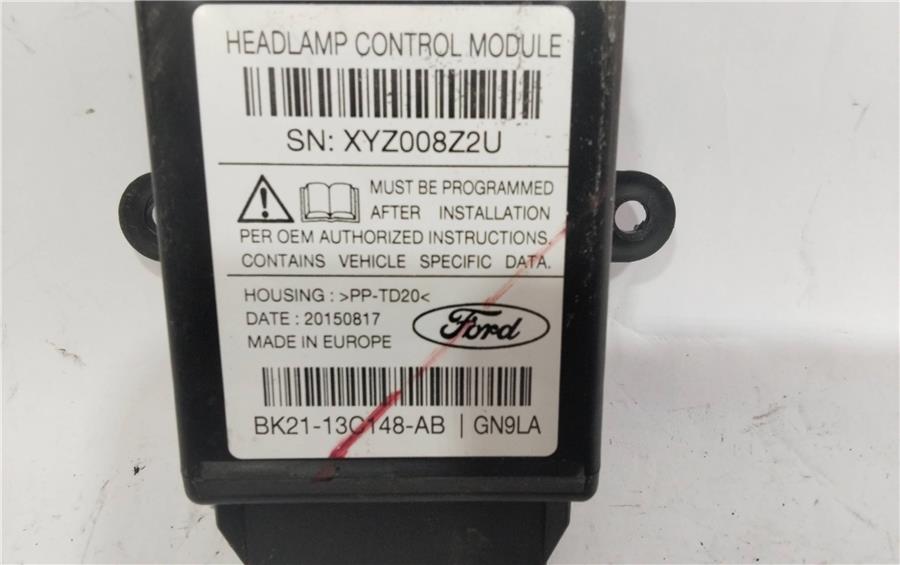 HEADLAMP CONTROL MODULE
SN: XYZ008Z2U
MUST BE PROGRAMMED
AFTER INSTALLATION
PER OEM AUTHORIZED INSTRUCTIONS.
CONTAINS VEHICLE SPECIFIC DATA.
HOUSING : >PP-TD20<
DATE : 20150817
MADE IN EUROPE
Ford
BK21-13C148-AB | GN9LA